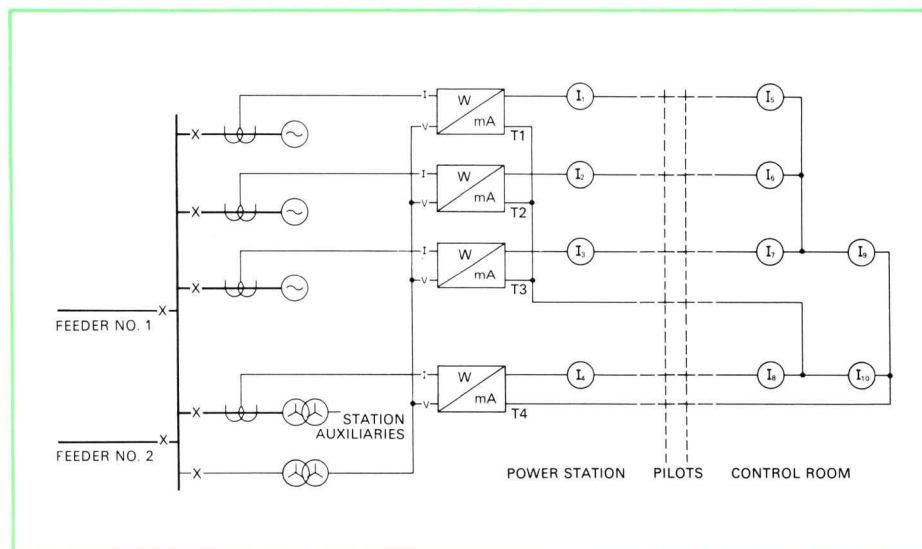 I
W
mA
V
T1
I₁
I₅
I
W
mA
V
T2
I₂
I₆
I
W
mA
V
T3
I₃
I₇
I₉
FEEDER NO. 1
I
W
mA
V
T4
I₄
I₈
I₁₀
STATION
AUXILIARIES
FEEDER NO. 2
POWER STATION
PILOTS
CONTROL ROOM